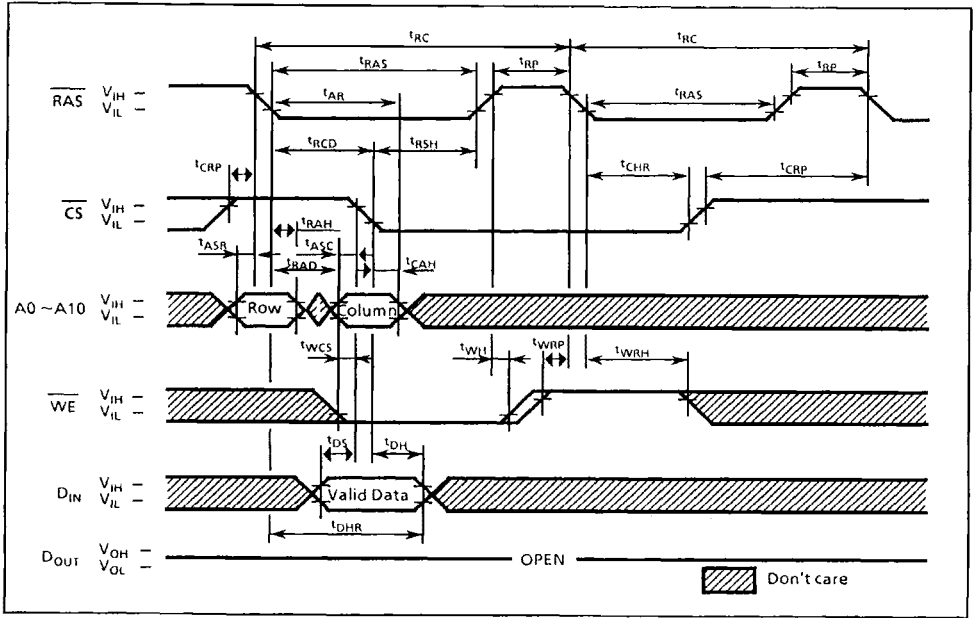 tRC tRC
tRAS tRP tRP
RAS VIH VIL
tAR tRAS
tRCD tRSH
tCRP tCHR tCRP
CS VIH VIL
tRAH
tASR tASC
tRAD tCAH
A0 ~A10 VIH VIL Row Column
tWCS tWH tWRP tWRH
WE VIH VIL
tDS tDH
DIN VIH VIL Valid Data
tDHR
DOUT VOH VOL OPEN
Don't care